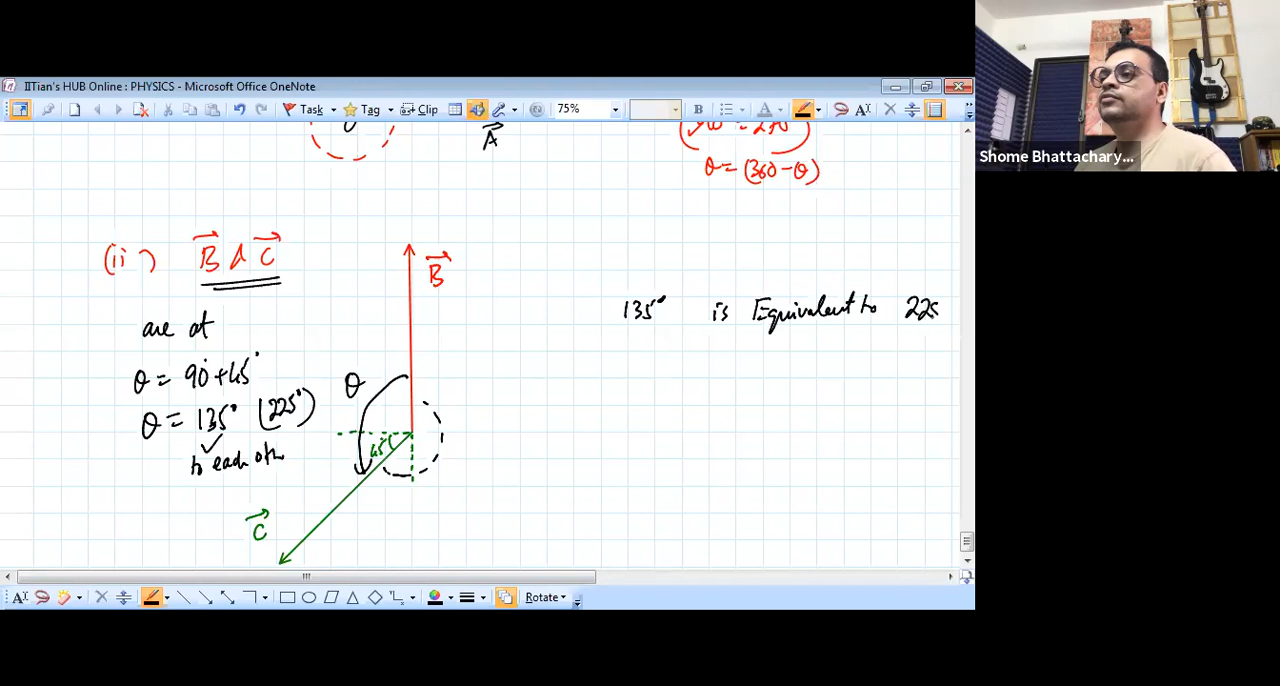 IITian's HUB Online : PHYSICS - Microsoft Office OneNote
Task Tag Clip 75% B A
A
θ = (360-θ)
Shome Bhattachary...
(ii) B & C
B
are at
135° is Equivalent to 225
θ = 90+45°
θ
θ = 135° (225°)
45°
to each othe
C
A Rotate